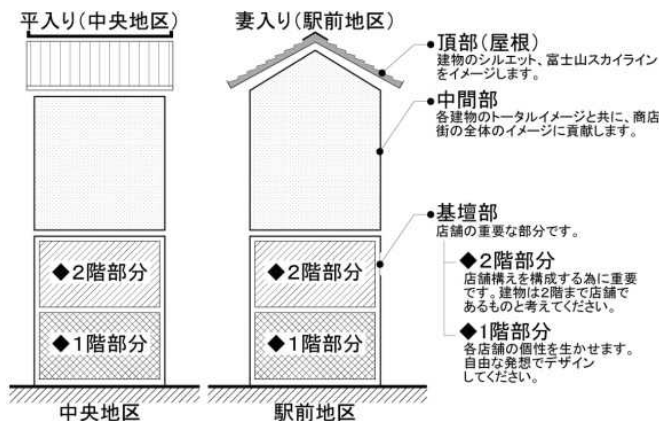 平入り(中央地区)
妻入り(駅前地区)
◆2階部分
◆1階部分
中央地区
◆2階部分
◆1階部分
駅前地区
●頂部(屋根)
建物のシルエット、富士山スカイライン
をイメージします。
●中間部
各建物のトータルイメージと共に、商店
街の全体のイメージに貢献します。
●基壇部
店舗の重要な部分です。
◆2階部分
店舗構えを構成する為に重要
です。建物は2階まで店舗で
あるものと考えてください。
◆1階部分
各店舗の個性を生かせます。
自由な発想でデザイン
してください。